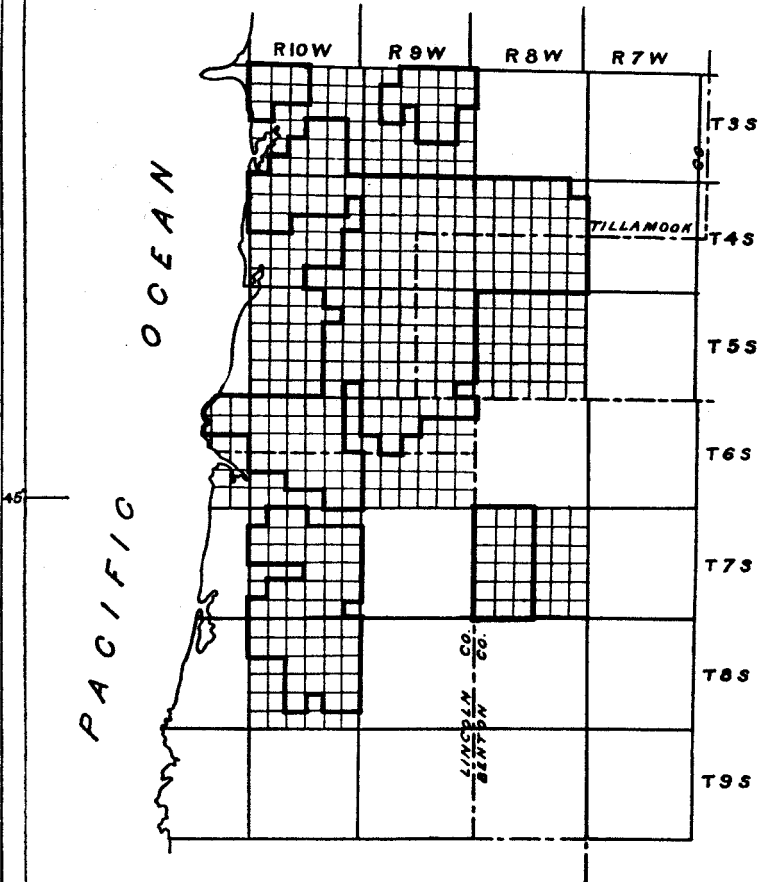 R10W R9W R8W R7W
T3S
CO
OCEAN
TILLAMOOK
T4S
T5S
T6S
45
PACIFIC
T7S
LINCOLN CO.
BENTON CO.
T8S
T9S